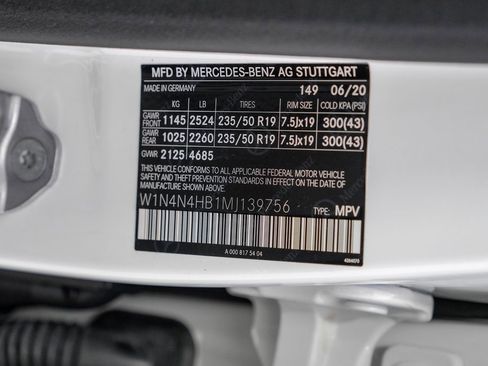 MFD BY MERCEDES-BENZ AG STUTTGART
MADE IN GERMANY 149 06/20
KG LB TIRES RIM SIZE COLD KPA(PSI)
GAWR FRONT 1145 2524 235/50 R19 7.5Jx19 300(43)
GAWR REAR 1025 2260 235/50 R19 7.5Jx19 300(43)
GVWR 2125 4685
THIS VEHICLE CONFORMS TO ALL APPLICABLE FEDERAL MOTOR VEHICLE
SAFETY AND THEFT PREVENTION STANDARDS IN EFFECT ON THE DATE OF
MANUFACTURE SHOWN ABOVE.
W1N4N4HB1MJ139756 TYPE: MPV
A 000 817 54 04